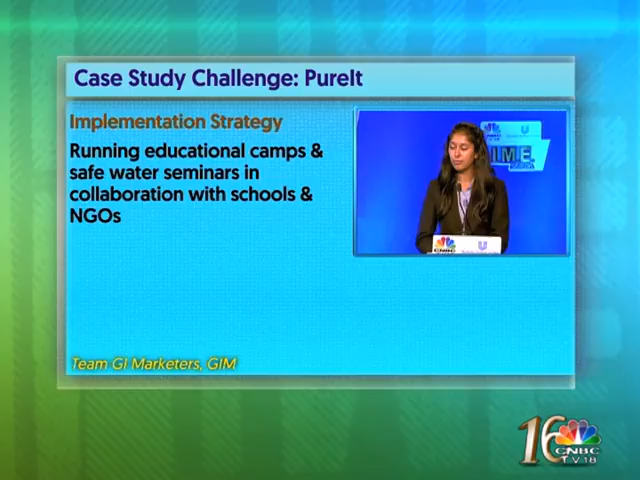 Case Study Challenge: PureIt
Implementation Strategy
Running educational camps &
safe water seminars in
collaboration with schools &
NGOs
I.M.E.
CNBC
U
Team GI Marketers, GIM
16
CNBC
TV18